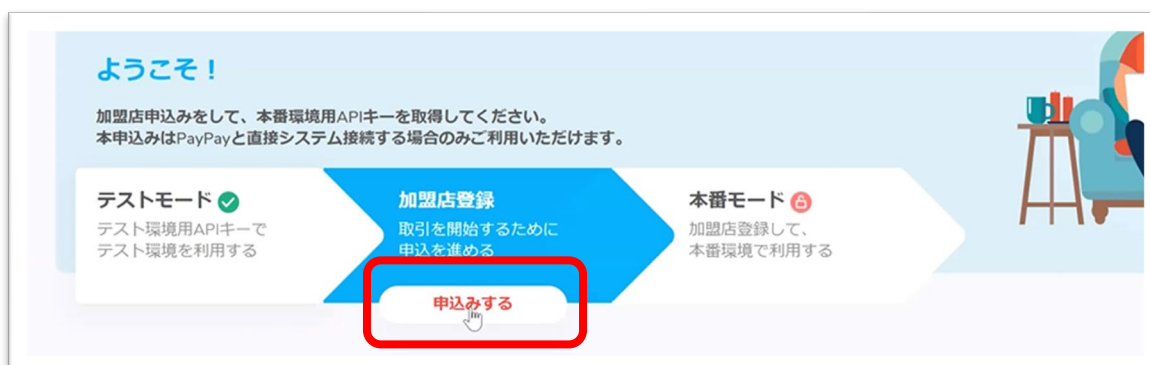 ようこそ！
加盟店申込みをして、本番環境用APIキーを取得してください。
本申込みはPayPayと直接システム接続する場合のみご利用いただけます。
テストモード
テスト環境用APIキーで
テスト環境を利用する
加盟店登録
取引を開始するために
申込を進める
申込みする
本番モード
加盟店登録して、
本番環境で利用する